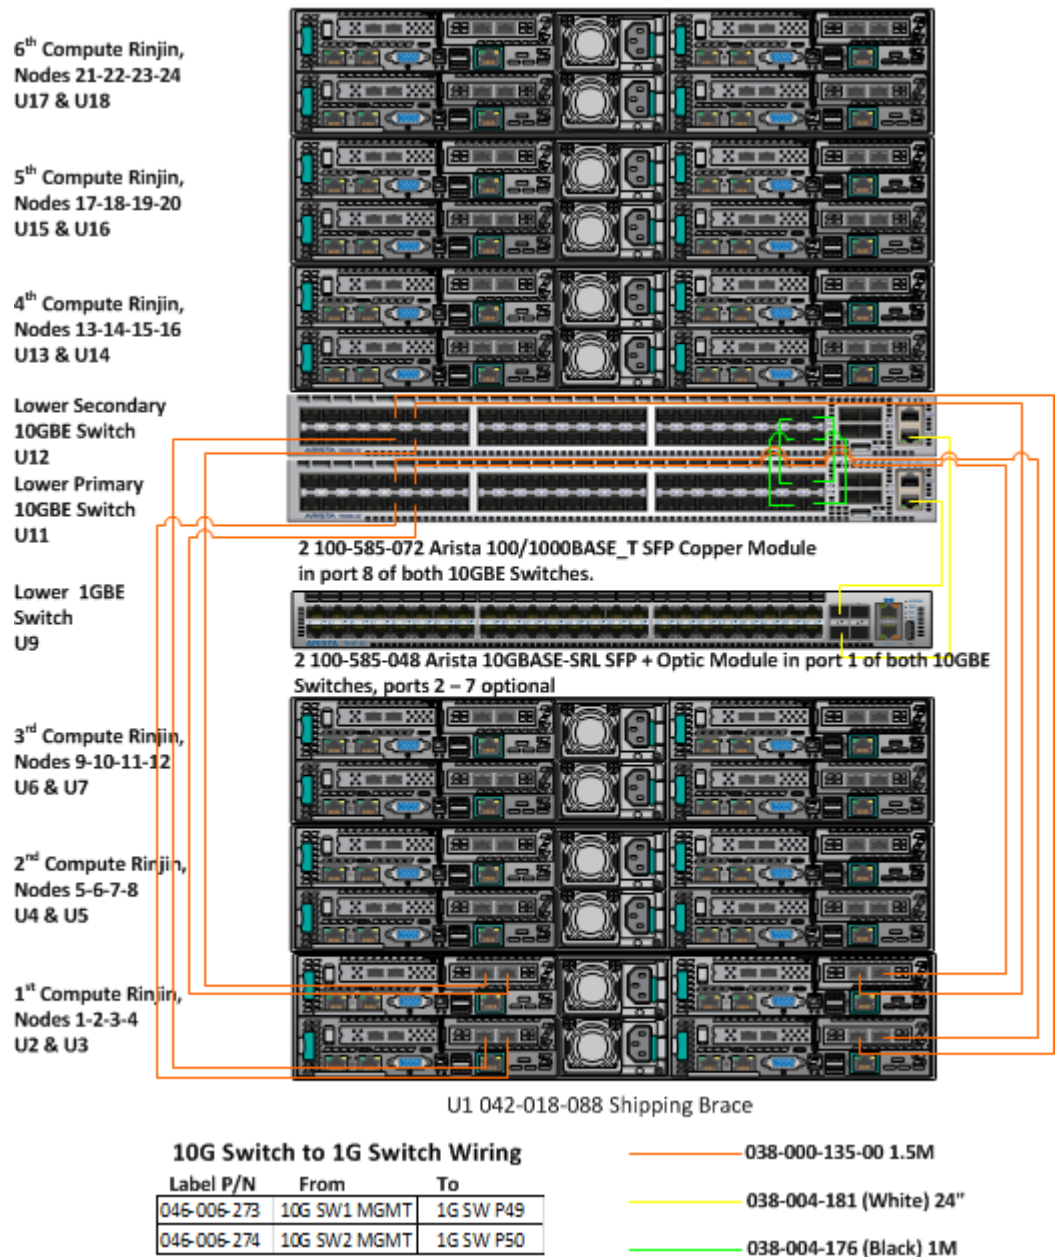 6th Compute Rinjin,
Nodes 21-22-23-24
U17 & U18
5th Compute Rinjin,
Nodes 17-18-19-20
U15 & U16
4th Compute Rinjin,
Nodes 13-14-15-16
U13 & U14
Lower Secondary
10GBE Switch
U12
Lower Primary
10GBE Switch
U11
2 100-585-072 Arista 100/1000BASE_T SFP Copper Module
in port 8 of both 10GBE Switches.
Lower 1GBE
Switch
U9
2 100-585-048 Arista 10GBASE-SRL SFP + Optic Module in port 1 of both 10GBE
Switches, ports 2 – 7 optional
3rd Compute Rinjin,
Nodes 9-10-11-12
U6 & U7
2nd Compute Rinjin,
Nodes 5-6-7-8
U4 & U5
1st Compute Rinjin,
Nodes 1-2-3-4
U2 & U3
U1 042-018-088 Shipping Brace
10G Switch to 1G Switch Wiring
Label P/N From To
046-006-273 10G SW1 MGMT 1G SW P49
046-006-274 10G SW2 MGMT 1G SW P50
038-000-135-00 1.5M
038-004-181 (White) 24"
038-004-176 (Black) 1M